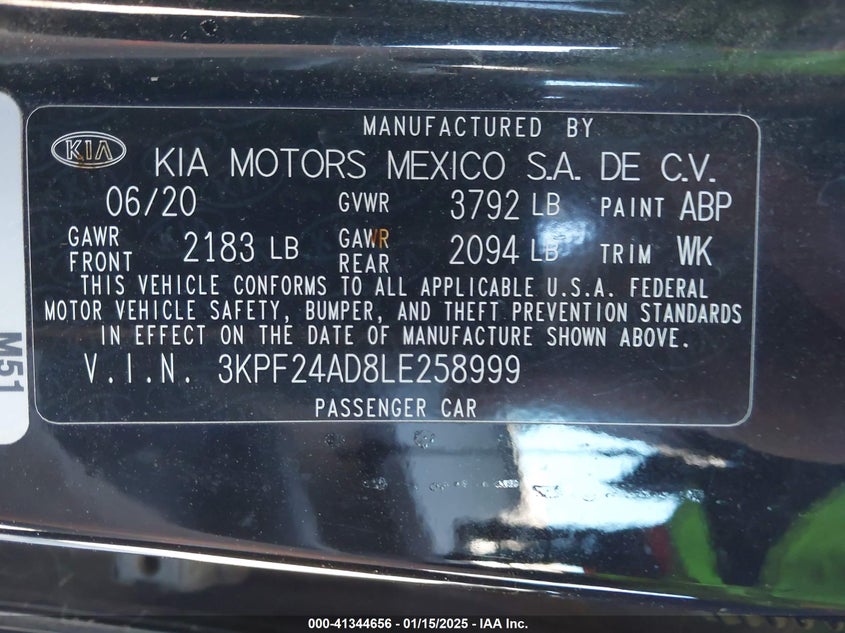 MANUFACTURED BY
KIA KIA MOTORS MEXICO S.A. DE C.V.
06/20 GVWR 3792 LB PAINT ABP
GAWR FRONT 2183 LB GAWR REAR 2094 LB TRIM WK
THIS VEHICLE CONFORMS TO ALL APPLICABLE U.S.A. FEDERAL
MOTOR VEHICLE SAFETY, BUMPER, AND THEFT PREVENTION STANDARDS
IN EFFECT ON THE DATE OF MANUFACTURE SHOWN ABOVE.
V.I.N. 3KPF24AD8LE258999
PASSENGER CAR
M51
000-41344656 - 01/15/2025 - IAA Inc.